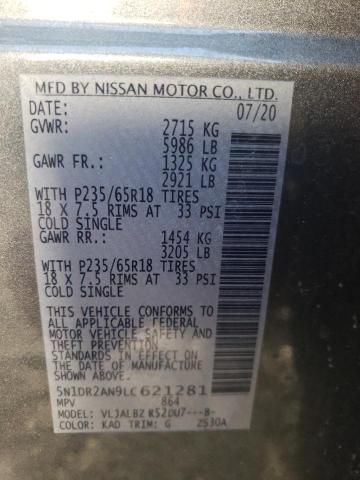 MFD BY NISSAN MOTOR CO., LTD.
DATE: 07/20
GVWR: 2715 KG
5986 LB
GAWR FR.: 1325 KG
2921 LB
WITH P235/65R18 TIRES
18 X 7.5 RIMS AT 33 PSI
COLD SINGLE
GAWR RR.: 1454 KG
3205 LB
WITH P235/65R18 TIRES
18 X 7.5 RIMS AT 33 PSI
COLD SINGLE
THIS VEHICLE CONFORMS TO
ALL APPLICABLE FEDERAL
MOTOR VEHICLE SAFETY
AND THEFT PREVENTION
STANDARDS IN EFFECT ON
THE DATE OF MANUFACTURE
SHOWN ABOVE.
5N1DR2AN9LC621281
MPV 864
MODEL: VLJALBZ R52DU7---B-
COLOR: KAD TRIM: G Z530A